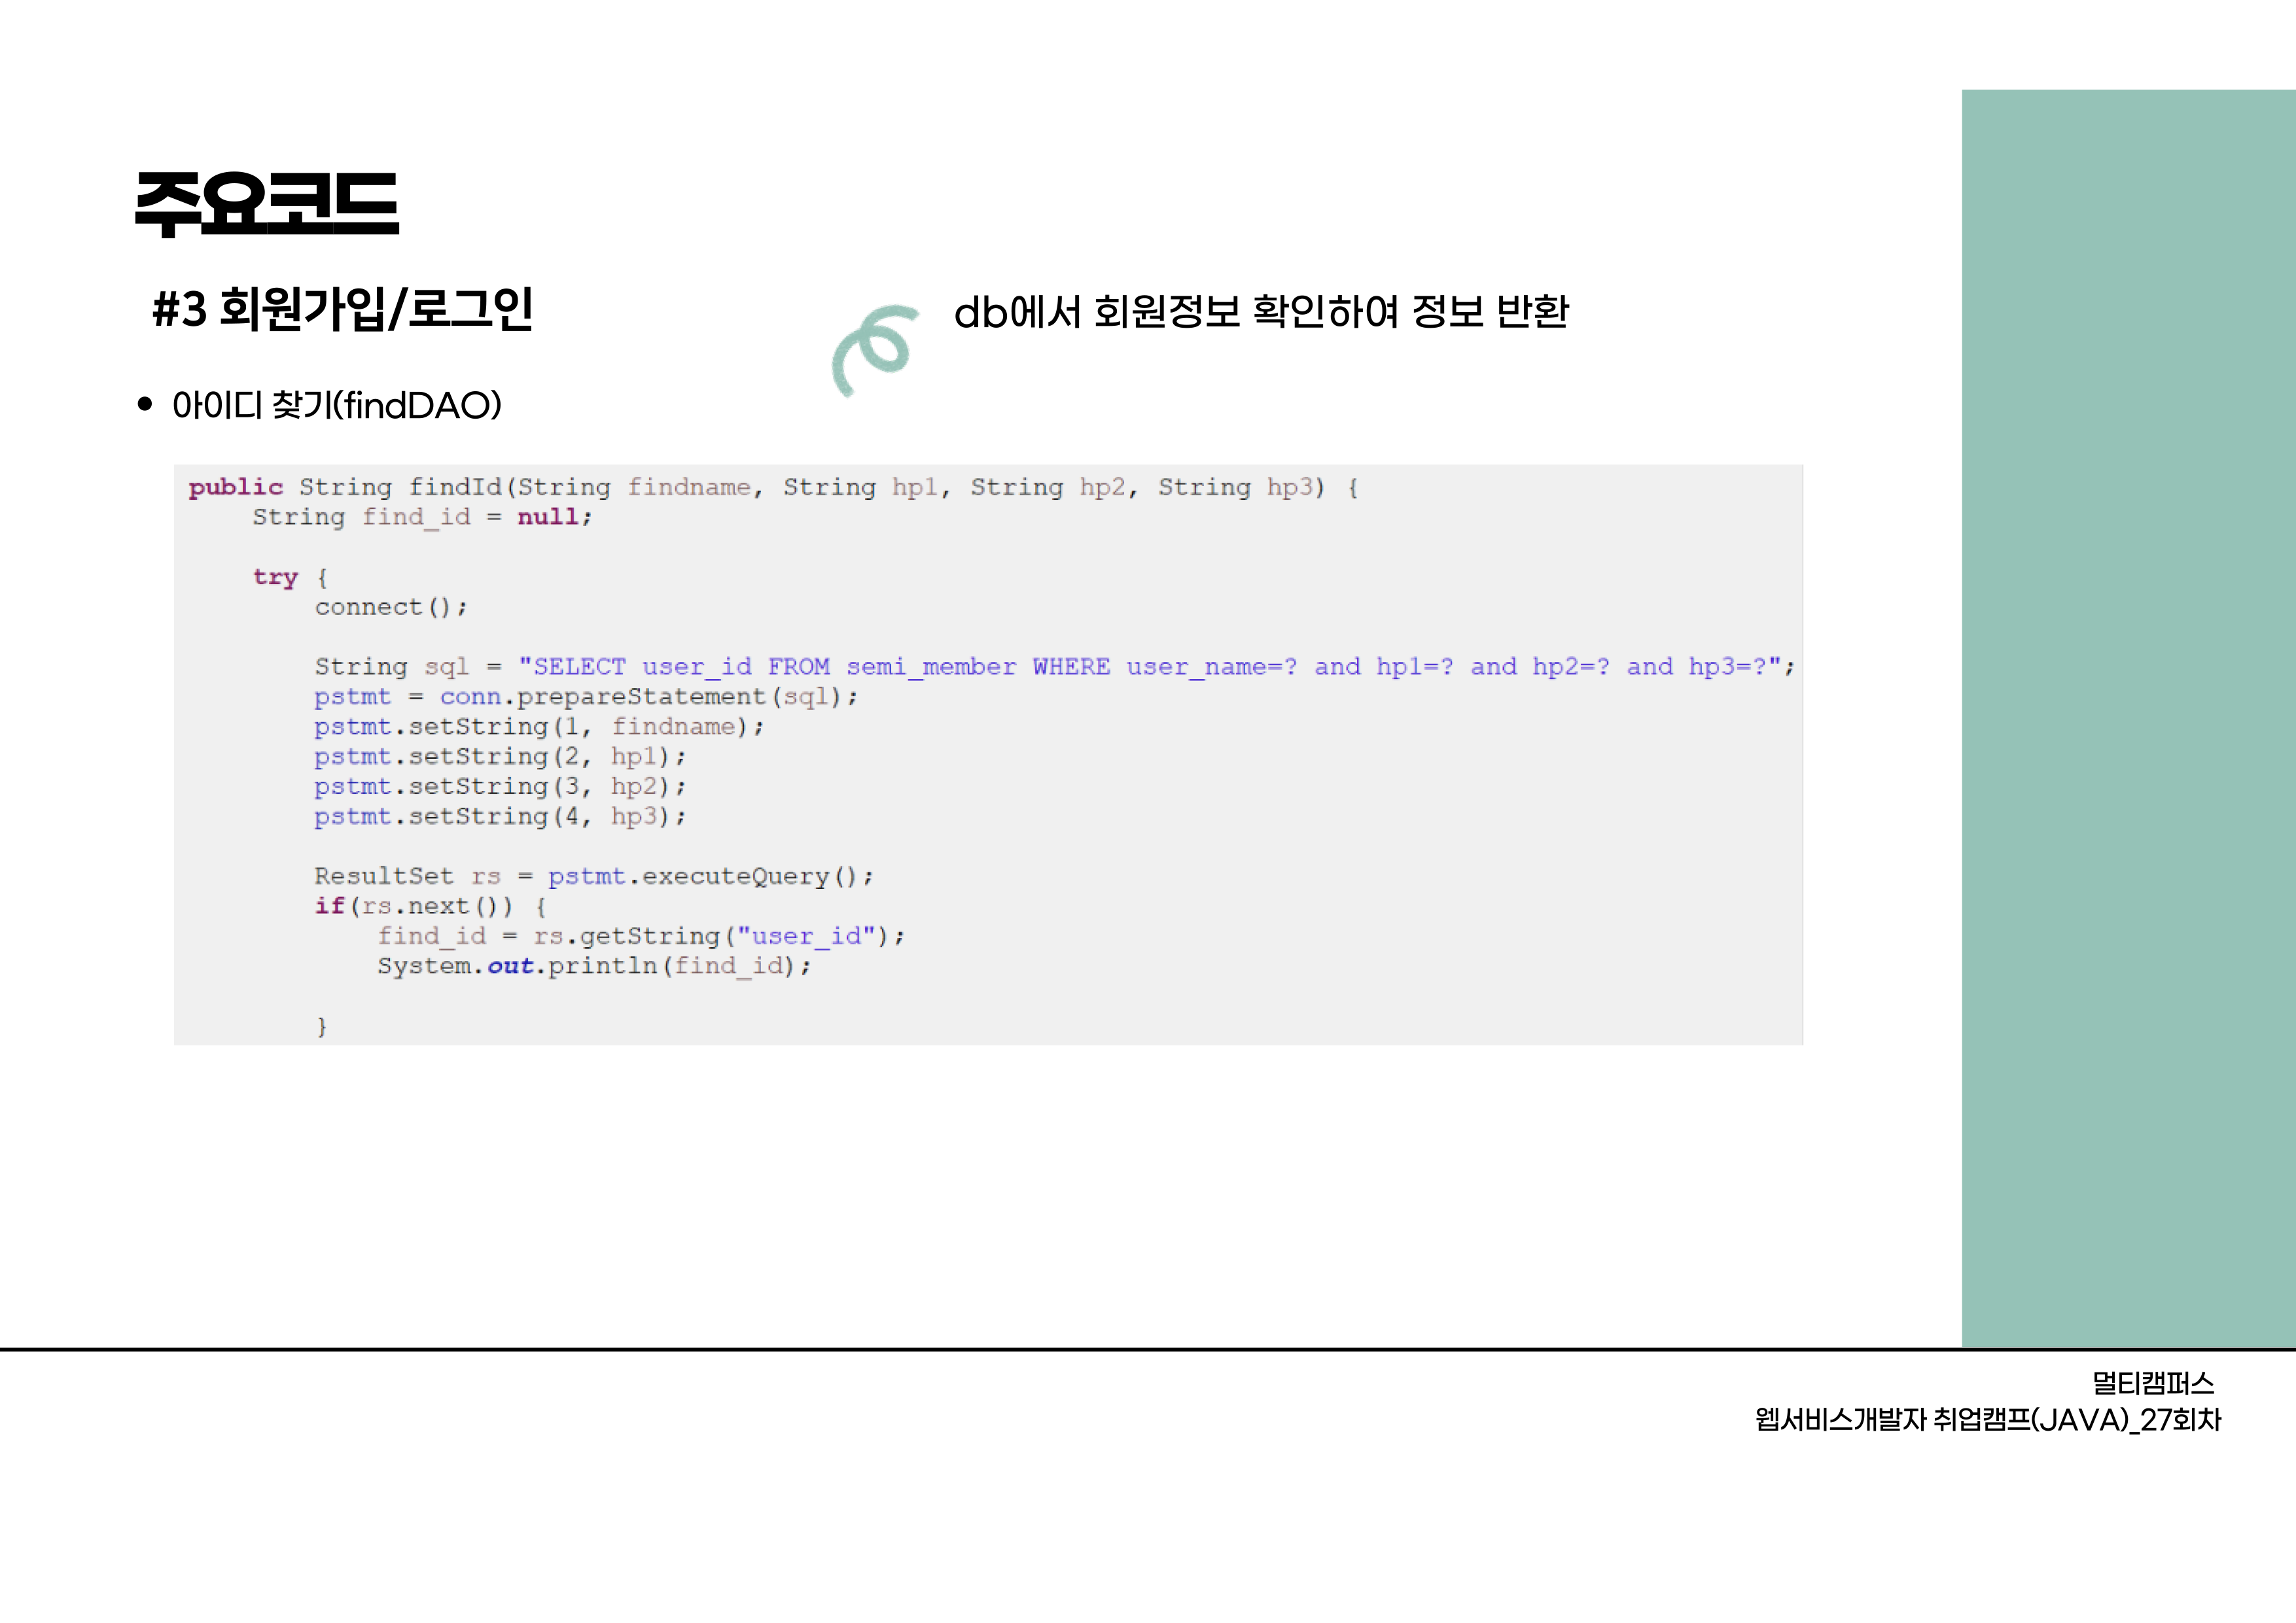 주요코드
#3 회원가입/로그인
db에서 회원정보 확인하여 정보 반환
• 아이디 찾기(findDAO)
public String findId(String findname, String hp1, String hp2, String hp3) {
    String find_id = null;

    try {
        connect();

        String sql = "SELECT user_id FROM semi_member WHERE user_name=? and hp1=? and hp2=? and hp3=?";
        pstmt = conn.prepareStatement(sql);
        pstmt.setString(1, findname);
        pstmt.setString(2, hp1);
        pstmt.setString(3, hp2);
        pstmt.setString(4, hp3);

        ResultSet rs = pstmt.executeQuery();
        if(rs.next()) {
            find_id = rs.getString("user_id");
            System.out.println(find_id);

        }
멀티캠퍼스
웹서비스개발자 취업캠프(JAVA)_27회차